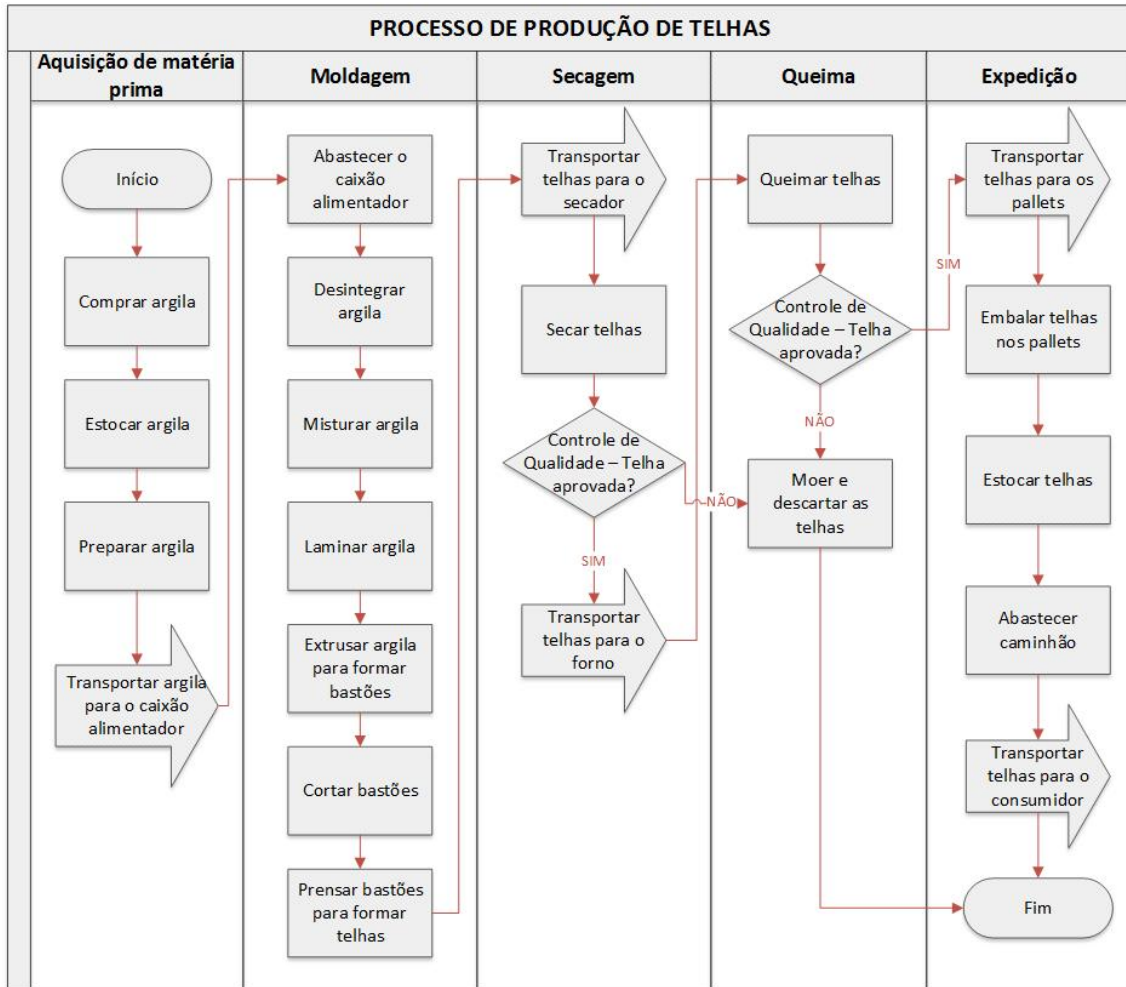 PROCESSO DE PRODUÇÃO DE TELHAS
Aquisição de matéria
prima
Moldagem
Secagem
Queima
Expedição
Início
Comprar argila
Estocar argila
Preparar argila
Transportar argila
para o caixão
alimentador
Abastecer o
caixão
alimentador
Desintegrar
argila
Misturar argila
Laminar argila
Extrusar argila
para formar
bastões
Cortar bastões
Prensar bastões
para formar
telhas
Transportar
telhas para o
secador
Secar telhas
Controle de
Qualidade – Telha
aprovada?
NÃO
SIM
Transportar
telhas para o
forno
Queimar telhas
Controle de
Qualidade – Telha
aprovada?
SIM
NÃO
Moer e
descartar as
telhas
Transportar
telhas para os
pallets
Embalar telhas
nos pallets
Estocar telhas
Abastecer
caminhão
Transportar
telhas para o
consumidor
Fim